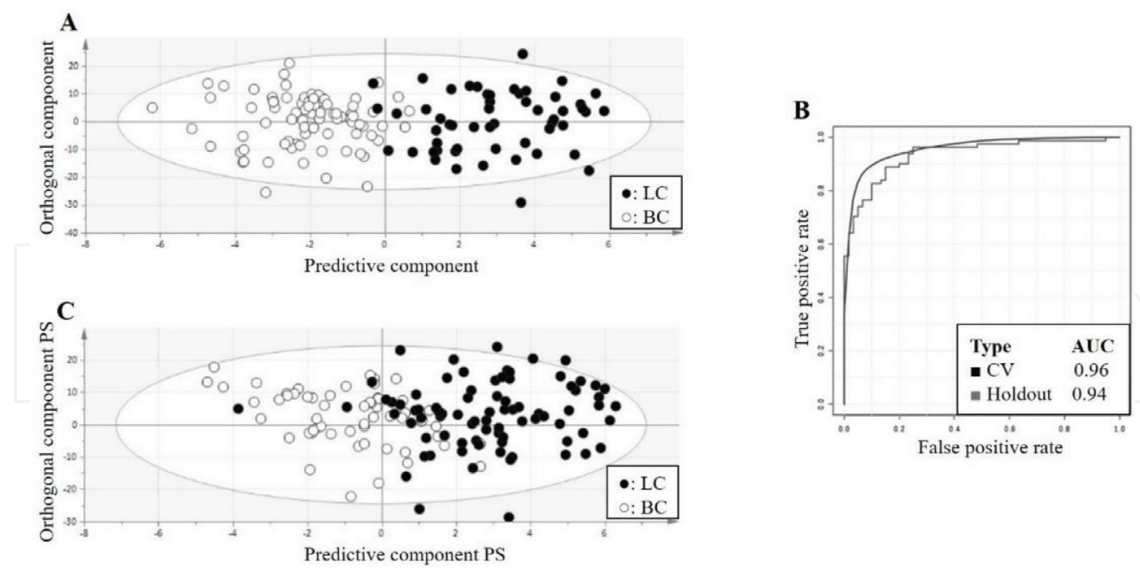 A
Orthogonal compoonent
20
10
0
-10
-20
-30
-40
-8
-6
-4
-2
0
2
4
6
●: LC
○: BC
Predictive component
B
True positive rate
1.0
0.8
0.6
0.4
0.2
0.0
0.0
0.2
0.4
0.6
0.8
1.0
Type AUC
■ CV 0.96
■ Holdout 0.94
False positive rate
C
Orthogonal compoonent PS
20
10
0
-10
-20
-30
-8
-6
-4
-2
0
2
4
6
●: LC
○: BC
Predictive component PS